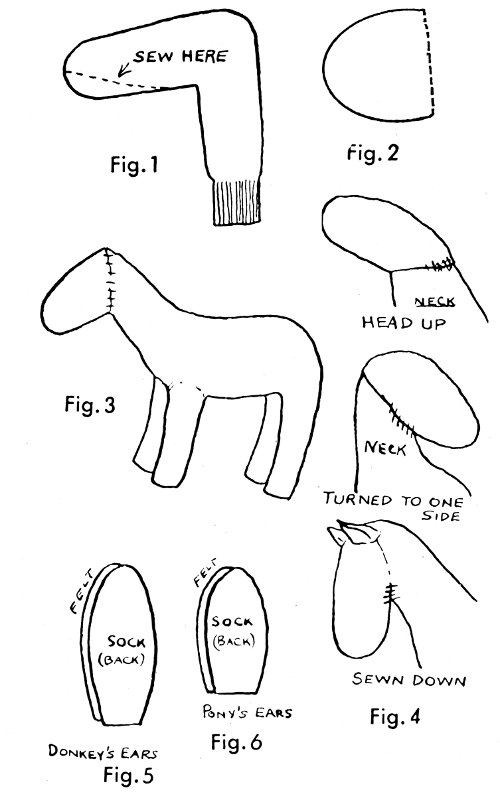 SEW HERE
Fig.1
Fig. 2
NECK
HEAD UP
Fig. 3
NECK
TURNED TO ONE
SIDE
FELT
SOCK
(BACK)
DONKEY'S EARS
Fig.5
FELT
SOCK
(BACK)
PONY'S EARS
Fig.6
SEWN DOWN
Fig. 4